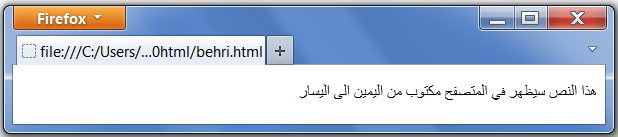 Firefox
file:///C:/Users/...0html/behri.html
هذا النص سيظهر في المتصفح مكتوب من اليمين الى اليسار